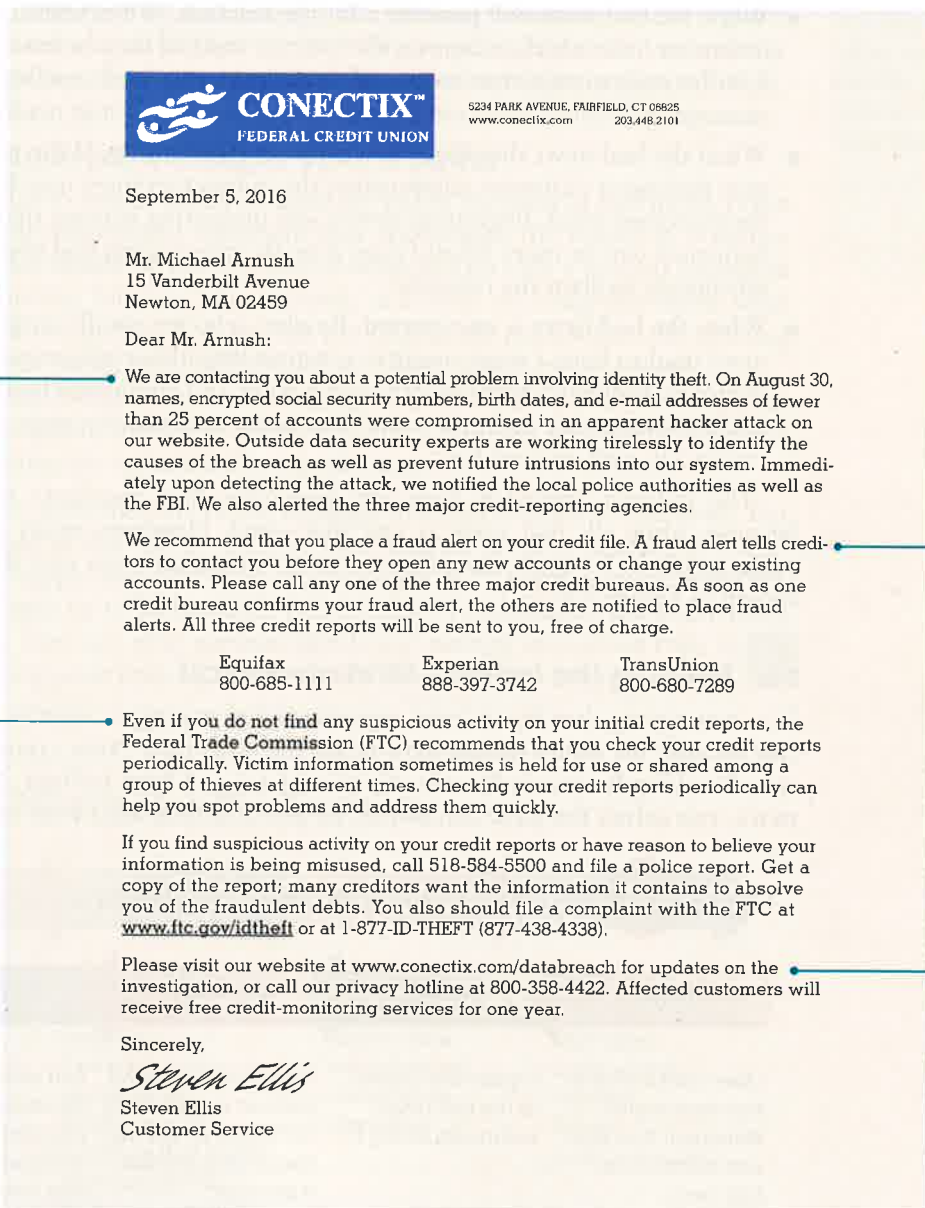 CONECTIX™
FEDERAL CREDIT UNION
5234 PARK AVENUE, FAIRFIELD, CT 06825
www.conectix.com 203.448.2101
September 5, 2016
Mr. Michael Arnush
15 Vanderbilt Avenue
Newton, MA 02459
Dear Mr. Arnush:
We are contacting you about a potential problem involving identity theft. On August 30,
names, encrypted social security numbers, birth dates, and e-mail addresses of fewer
than 25 percent of accounts were compromised in an apparent hacker attack on
our website. Outside data security experts are working tirelessly to identify the
causes of the breach as well as prevent future intrusions into our system. Immedi-
ately upon detecting the attack, we notified the local police authorities as well as
the FBI. We also alerted the three major credit-reporting agencies.
We recommend that you place a fraud alert on your credit file. A fraud alert tells credi-
tors to contact you before they open any new accounts or change your existing
accounts. Please call any one of the three major credit bureaus. As soon as one
credit bureau confirms your fraud alert, the others are notified to place fraud
alerts. All three credit reports will be sent to you, free of charge.
Equifax Experian TransUnion
800-685-1111 888-397-3742 800-680-7289
Even if you do not find any suspicious activity on your initial credit reports, the
Federal Trade Commission (FTC) recommends that you check your credit reports
periodically. Victim information sometimes is held for use or shared among a
group of thieves at different times. Checking your credit reports periodically can
help you spot problems and address them quickly.
If you find suspicious activity on your credit reports or have reason to believe your
information is being misused, call 518-584-5500 and file a police report. Get a
copy of the report; many creditors want the information it contains to absolve
you of the fraudulent debts. You also should file a complaint with the FTC at
www.ftc.gov/idtheft or at 1-877-ID-THEFT (877-438-4338).
Please visit our website at www.conectix.com/databreach for updates on the
investigation, or call our privacy hotline at 800-358-4422. Affected customers will
receive free credit-monitoring services for one year.
Sincerely,
Steven Ellis
Steven Ellis
Customer Service